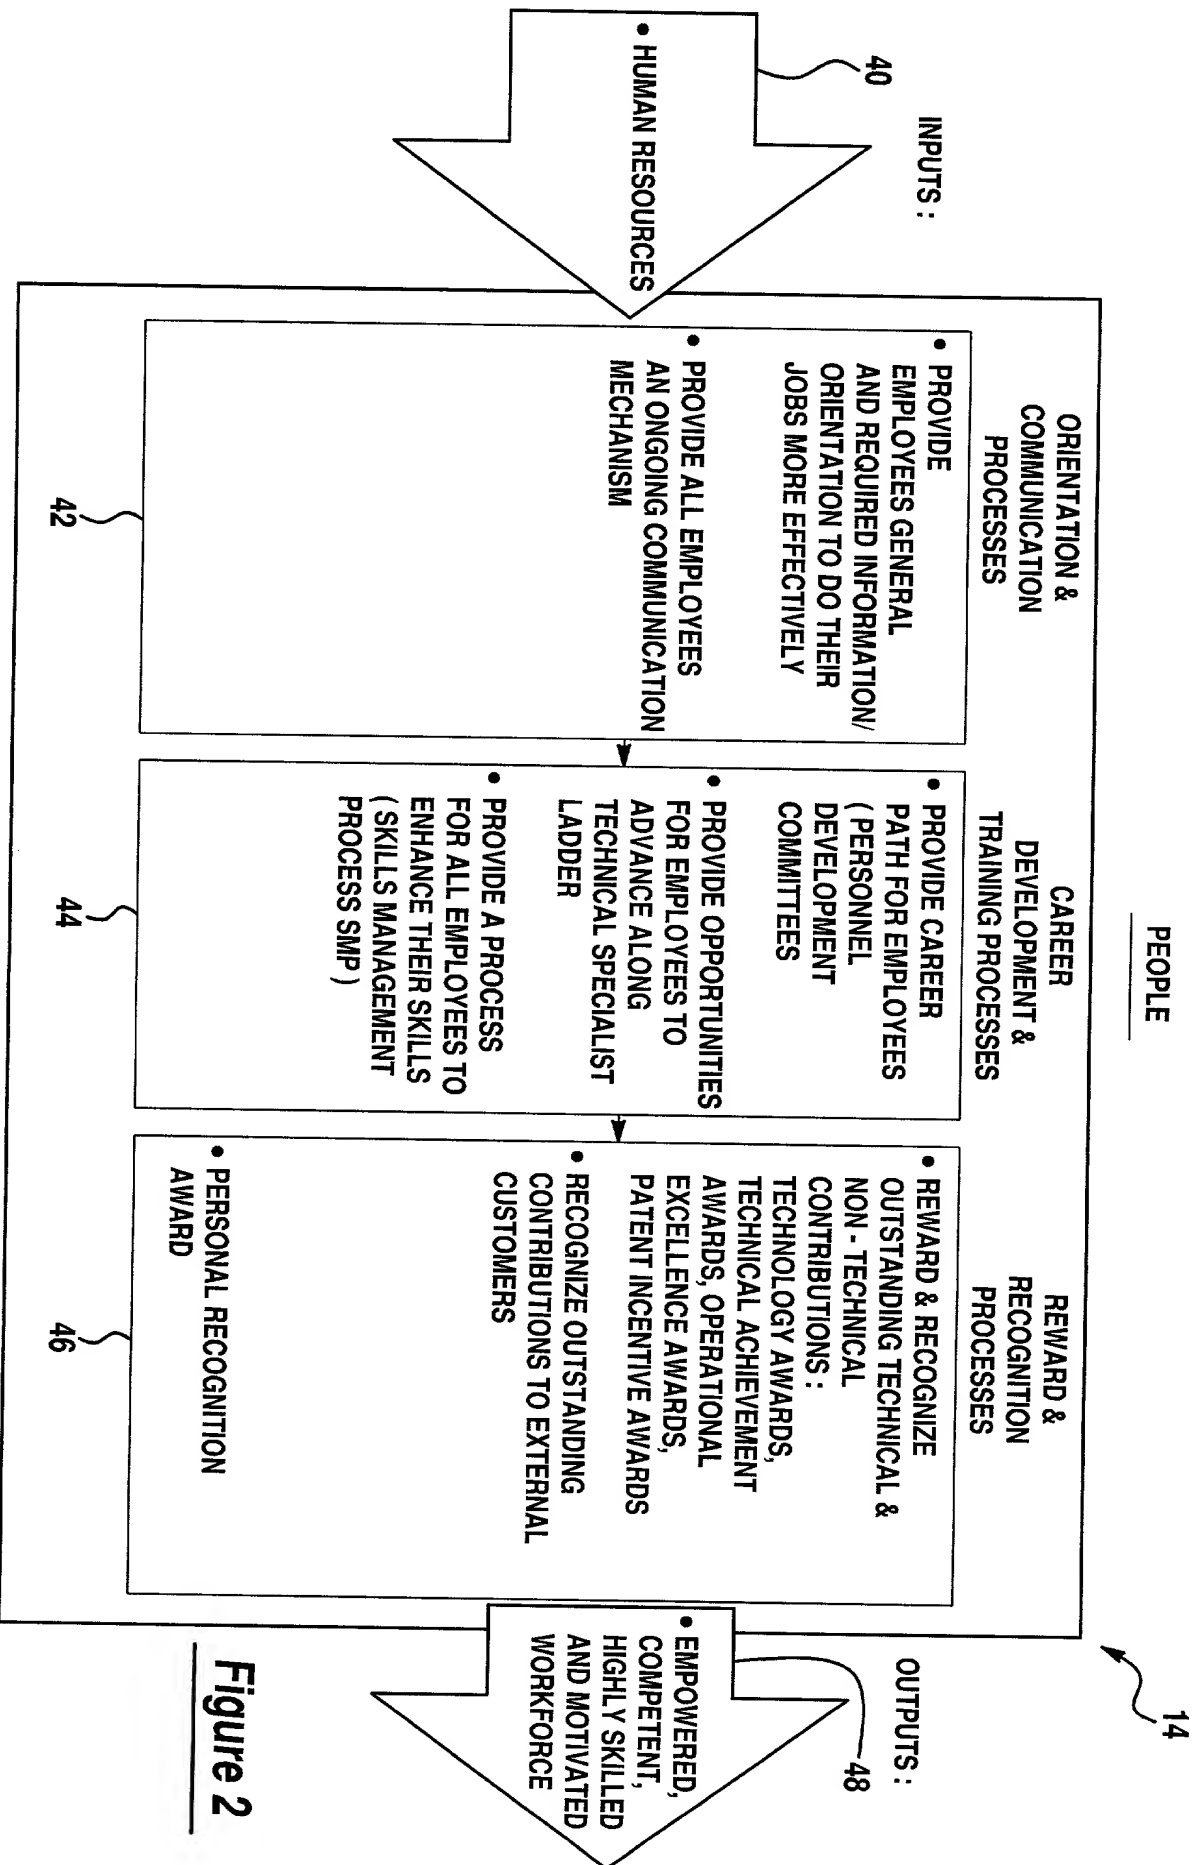 PEOPLE
14
INPUTS :
40
• HUMAN RESOURCES
ORIENTATION &
COMMUNICATION
PROCESSES
• PROVIDE
EMPLOYEES GENERAL
AND REQUIRED INFORMATION/
ORIENTATION TO DO THEIR
JOBS MORE EFFECTIVELY
• PROVIDE ALL EMPLOYEES
AN ONGOING COMMUNICATION
MECHANISM
42
CAREER
DEVELOPMENT &
TRAINING PROCESSES
• PROVIDE CAREER
PATH FOR EMPLOYEES
( PERSONNEL
DEVELOPMENT
COMMITTEES
• PROVIDE OPPORTUNITIES
FOR EMPLOYEES TO
ADVANCE ALONG
TECHNICAL SPECIALIST
LADDER
• PROVIDE A PROCESS
FOR ALL EMPLOYEES TO
ENHANCE THEIR SKILLS
( SKILLS MANAGEMENT
PROCESS SMP )
44
REWARD &
RECOGNITION
PROCESSES
• REWARD & RECOGNIZE
OUTSTANDING TECHNICAL &
NON - TECHNICAL
CONTRIBUTIONS :
TECHNOLOGY AWARDS,
TECHNICAL ACHIEVEMENT
AWARDS, OPERATIONAL
EXCELLENCE AWARDS,
PATENT INCENTIVE AWARDS
• RECOGNIZE OUTSTANDING
CONTRIBUTIONS TO EXTERNAL
CUSTOMERS
• PERSONAL RECOGNITION
AWARD
46
OUTPUTS :
48
• EMPOWERED,
COMPETENT,
HIGHLY SKILLED
AND MOTIVATED
WORKFORCE
Figure 2